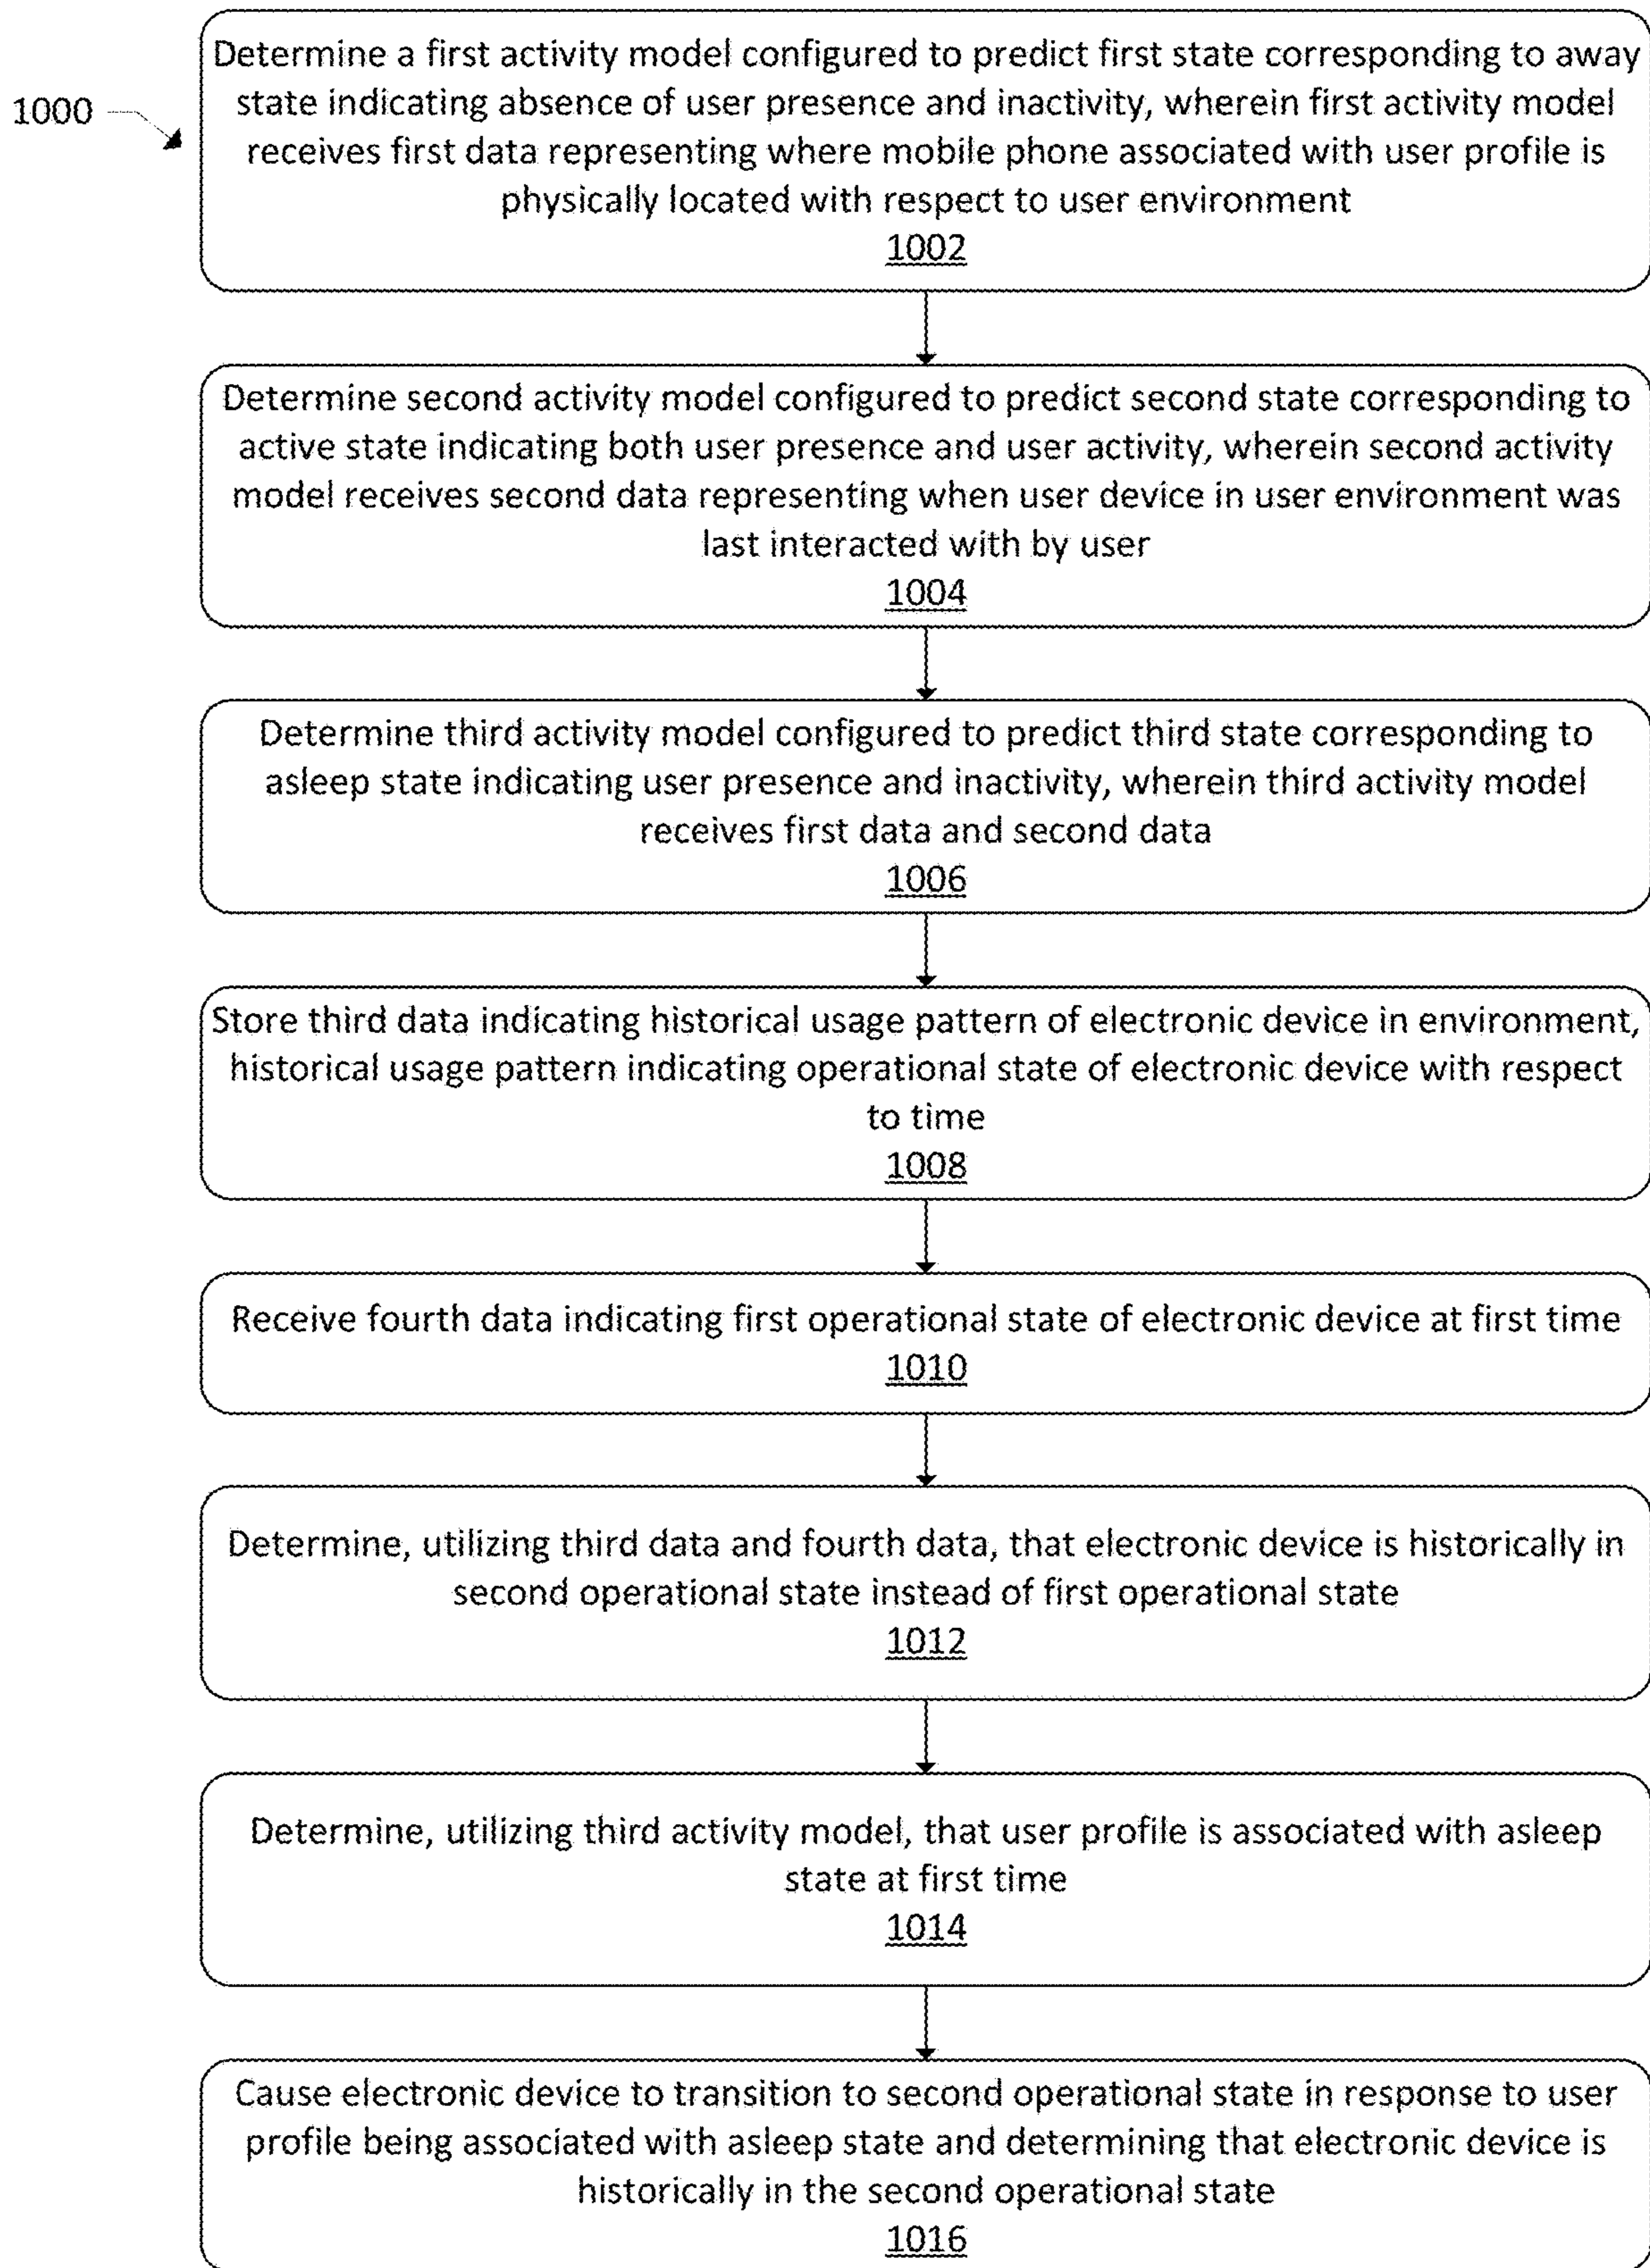 1000
Determine a first activity model configured to predict first state corresponding to away
state indicating absence of user presence and inactivity, wherein first activity model
receives first data representing where mobile phone associated with user profile is
physically located with respect to user environment
1002
Determine second activity model configured to predict second state corresponding to
active state indicating both user presence and user activity, wherein second activity
model receives second data representing when user device in user environment was
last interacted with by user
1004
Determine third activity model configured to predict third state corresponding to
asleep state indicating user presence and inactivity, wherein third activity model
receives first data and second data
1006
Store third data indicating historical usage pattern of electronic device in environment,
historical usage pattern indicating operational state of electronic device with respect
to time
1008
Receive fourth data indicating first operational state of electronic device at first time
1010
Determine, utilizing third data and fourth data, that electronic device is historically in
second operational state instead of first operational state
1012
Determine, utilizing third activity model, that user profile is associated with asleep
state at first time
1014
Cause electronic device to transition to second operational state in response to user
profile being associated with asleep state and determining that electronic device is
historically in the second operational state
1016